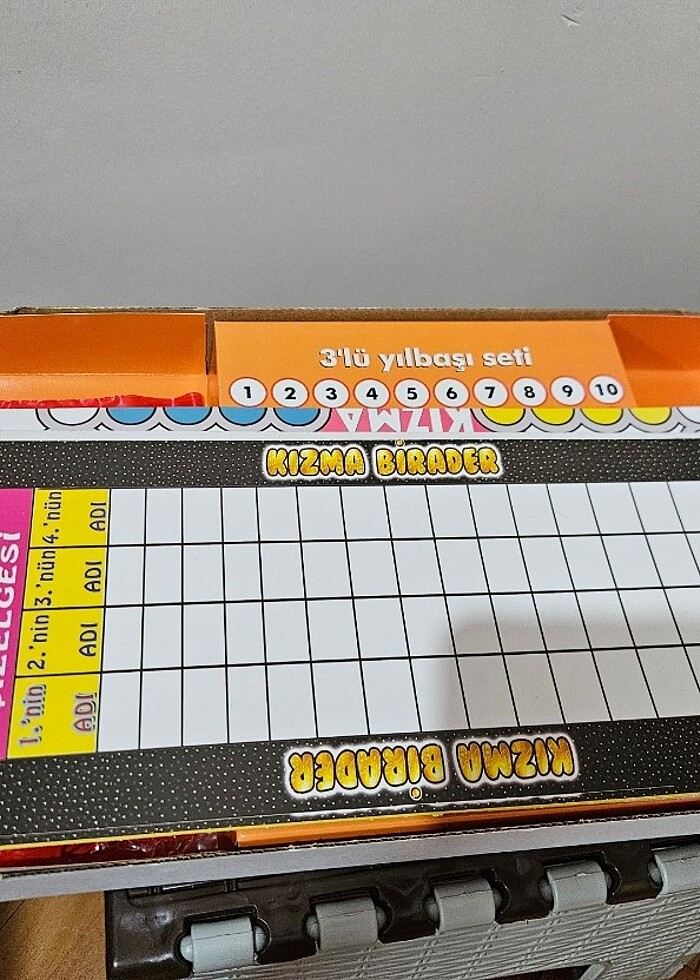 3'lü yılbaşı seti
1 2 3 4 5 6 7 8 9 10
KIZMA
KIZMA BİRADER
4.'nün ADI
3.'nün ADI
2.'nin ADI
1.'nin ADI
KIZMA BİRADER